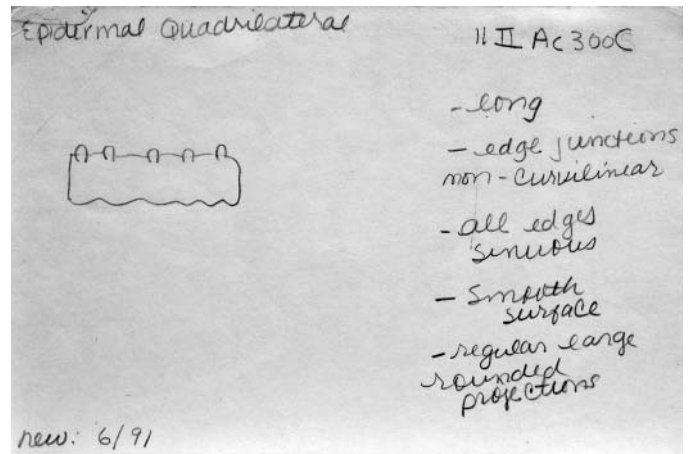 Epidermal Quadrilateral
II II Ac 300C
- long
- edge junctions
non-curvilinear
- all edges
sinuous
- smooth
surface
- regular large
rounded
projections
new: 6/91